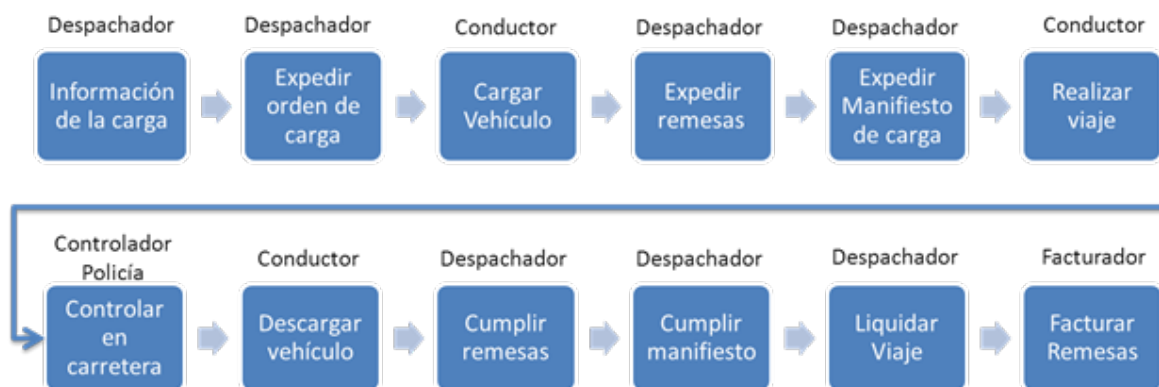 Despachador
Despachador
Conductor
Despachador
Despachador
Conductor
Información
de la carga
Expedir
orden de
carga
Cargar
Vehículo
Expedir
remesas
Expedir
Manifiesto
de carga
Realizar
viaje
Controlador
Policía
Conductor
Despachador
Despachador
Despachador
Facturador
Controlar
en
carretera
Descargar
vehículo
Cumplir
remesas
Cumplir
manifiesto
Liquidar
Viaje
Facturar
Remesas